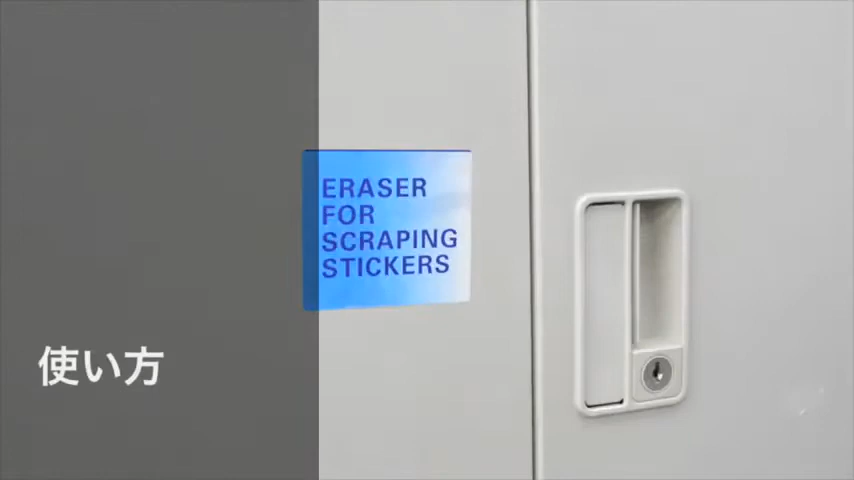 ERASER
FOR
SCRAPING
STICKERS
使い方